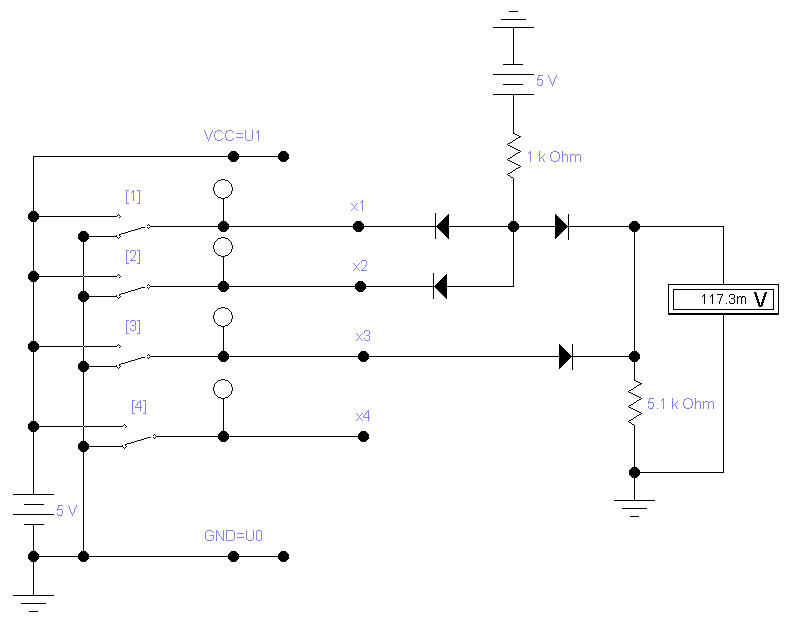 5 V
VCC=U1
1 k Ohm
[1]
x1
[2]
x2
117.3m V
[3]
x3
[4]
5.1 k Ohm
x4
5 V
GND=U0